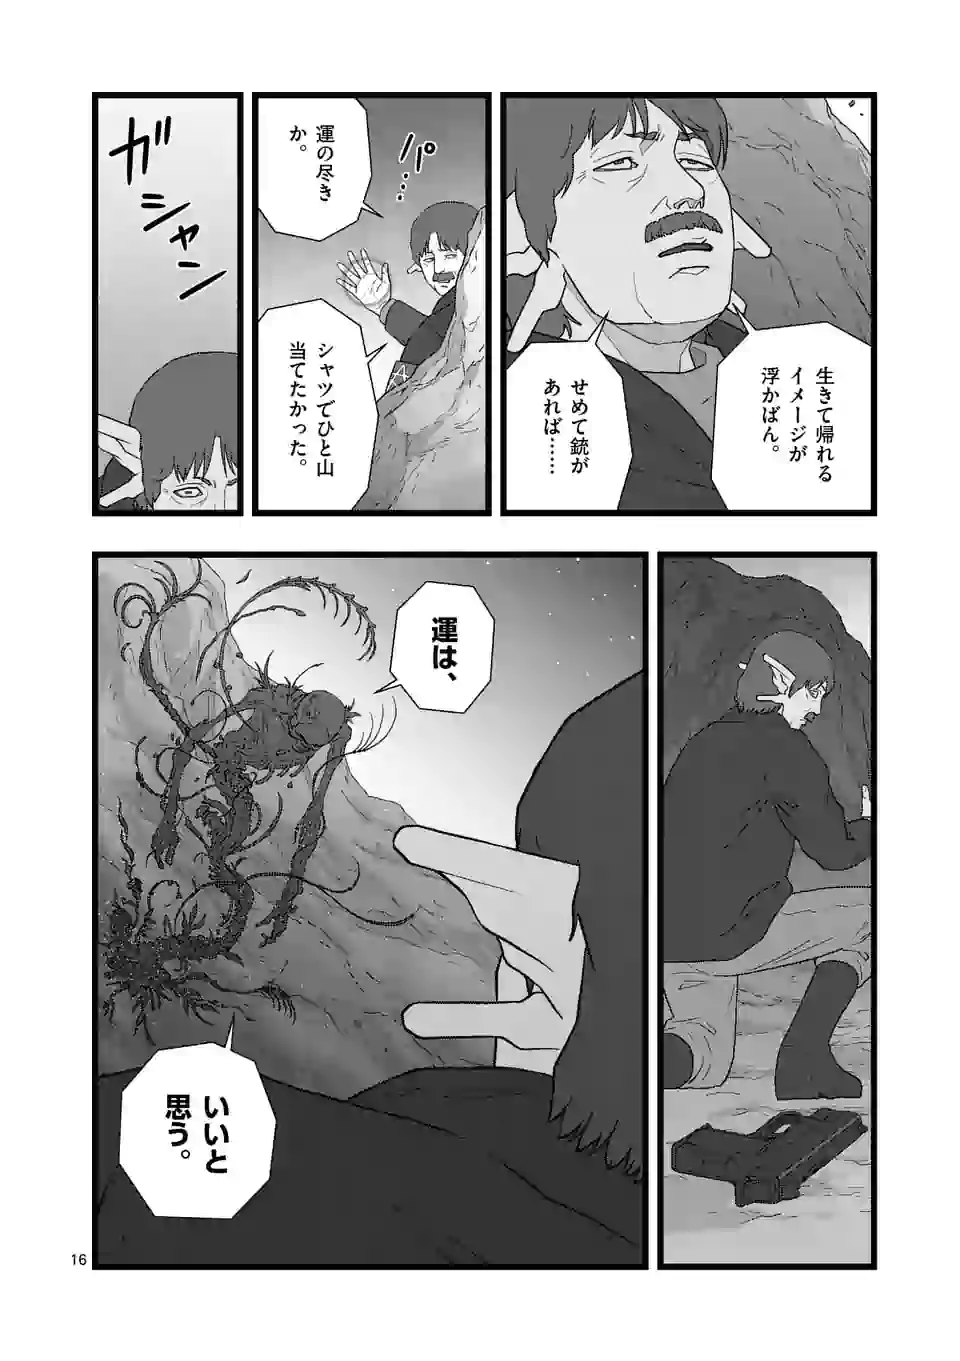 生きて帰れる
イメージが
浮かばん。
せめて銃が
あれば……
パ…
運の尽き
か。
シャツでひと山
当てたかった。
ガシャン
運は、
いいと
思う。
16